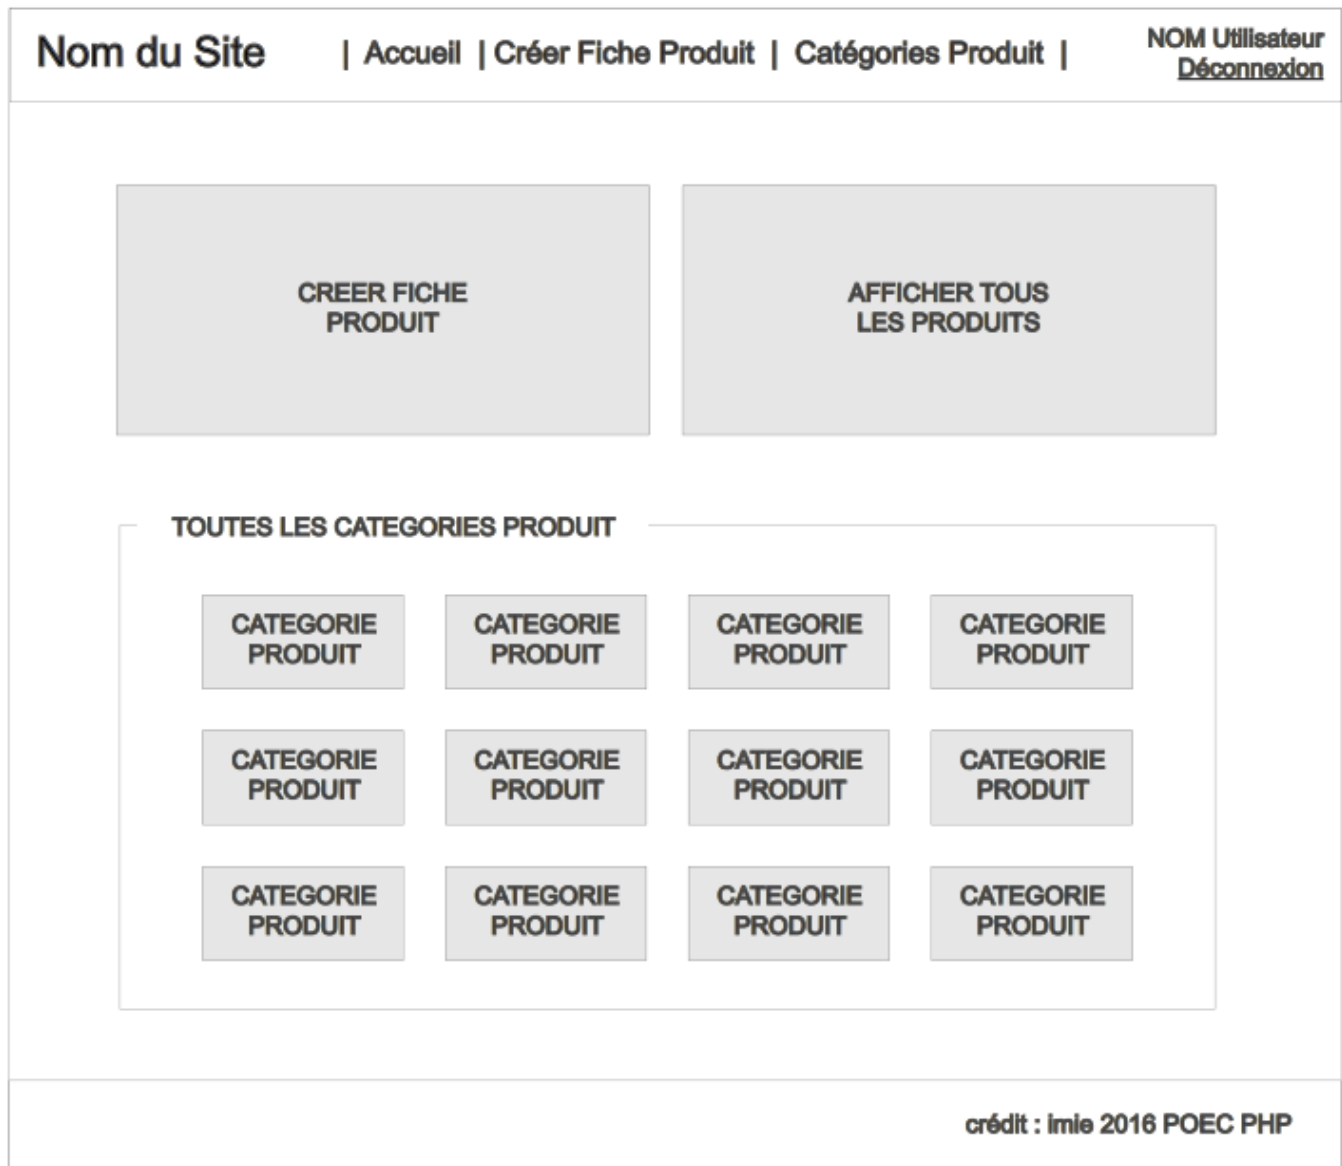 Nom du Site | Accueil | Créer Fiche Produit | Catégories Produit |
NOM Utilisateur
Déconnexion
CREER FICHE
PRODUIT
AFFICHER TOUS
LES PRODUITS
TOUTES LES CATEGORIES PRODUIT
CATEGORIE
PRODUIT
CATEGORIE
PRODUIT
CATEGORIE
PRODUIT
CATEGORIE
PRODUIT
CATEGORIE
PRODUIT
CATEGORIE
PRODUIT
CATEGORIE
PRODUIT
CATEGORIE
PRODUIT
CATEGORIE
PRODUIT
CATEGORIE
PRODUIT
CATEGORIE
PRODUIT
CATEGORIE
PRODUIT
crédit : imie 2016 POEC PHP